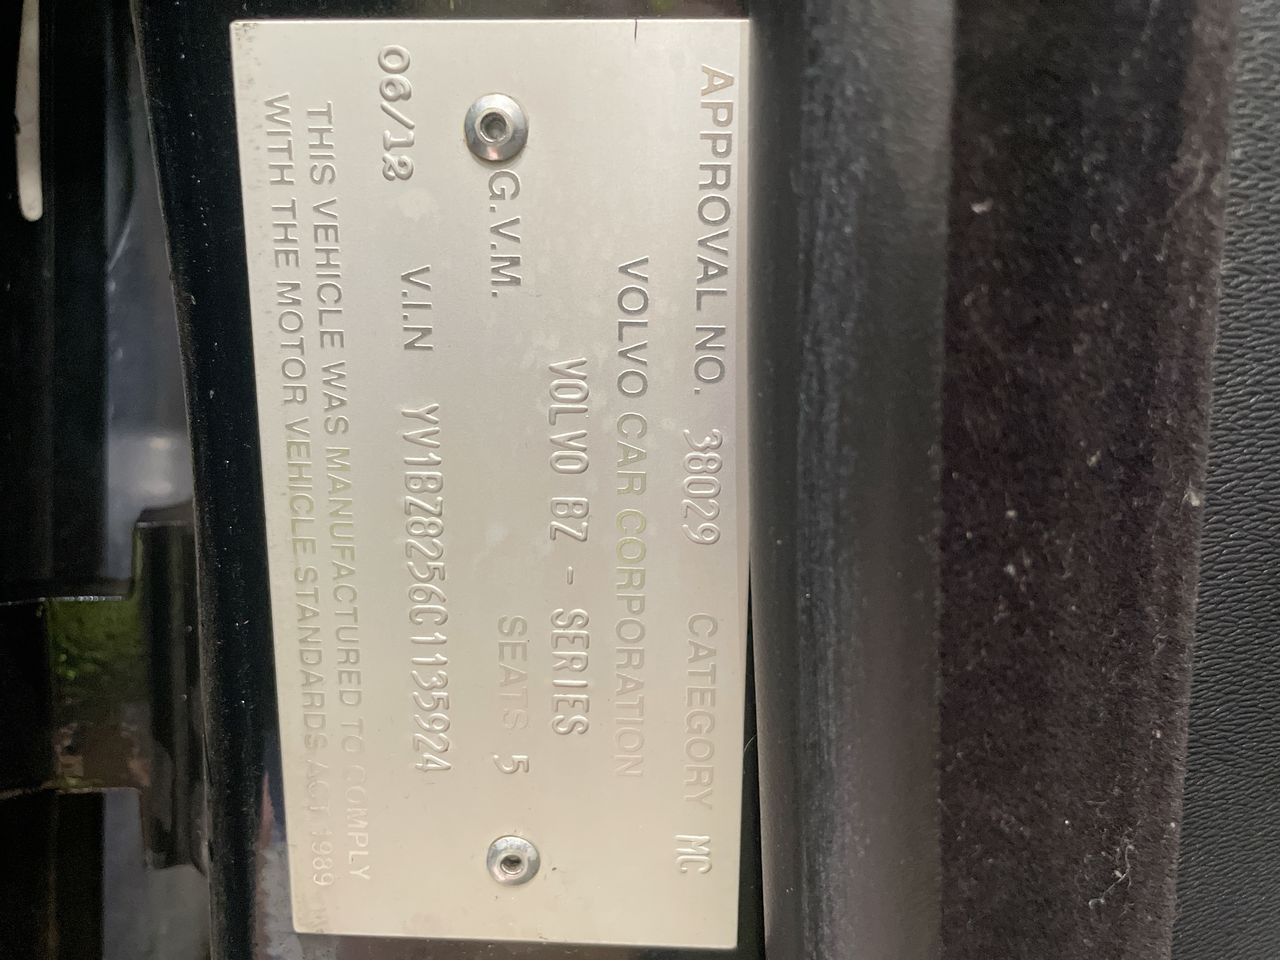 APPROVAL NO. 38029 CATEGORY MC
VOLVO CAR CORPORATION
VOLVO BZ - SERIES
G.V.M. SEATS 5
06/12 V.I.N YV1BZ8256C1135924
THIS VEHICLE WAS MANUFACTURED TO COMPLY
WITH THE MOTOR VEHICLE STANDARDS ACT 1989